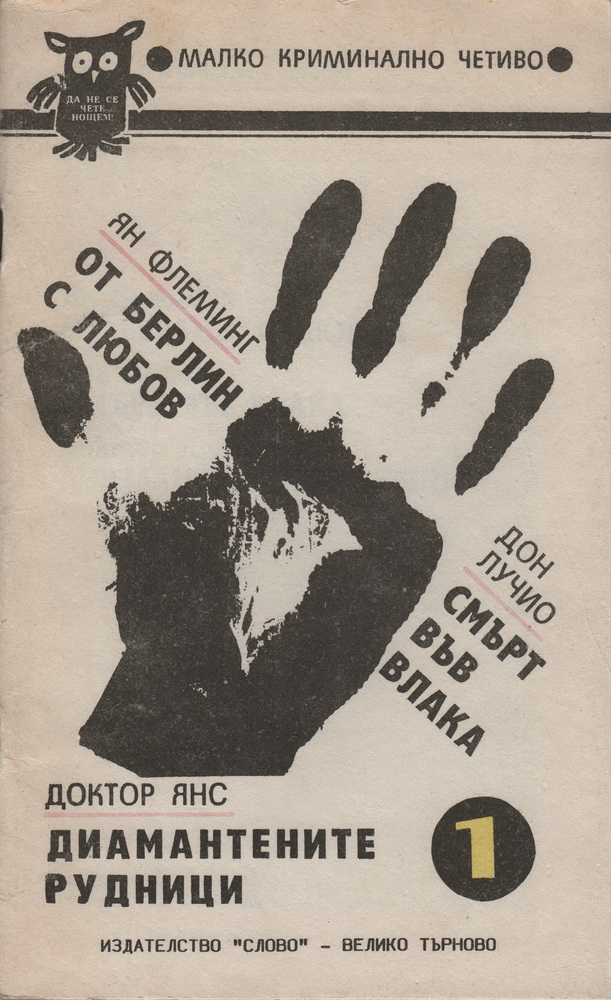 МАЛКО КРИМИНАЛНО ЧЕТИВО
ДА НЕ СЕ
ЧЕТЕ
НОЩЕМ!
ЯН ФЛЕМИНГ
ОТ БЕРЛИН
С ЛЮБОВ
ДОН
ЛУЧИО
СМЪРТ
ВЪВ
ВЛАКА
ДОКТОР ЯНС
ДИАМАНТЕНИТЕ
РУДНИЦИ
1
ИЗДАТЕЛСТВО "СЛОВО" - ВЕЛИКО ТЪРНОВО